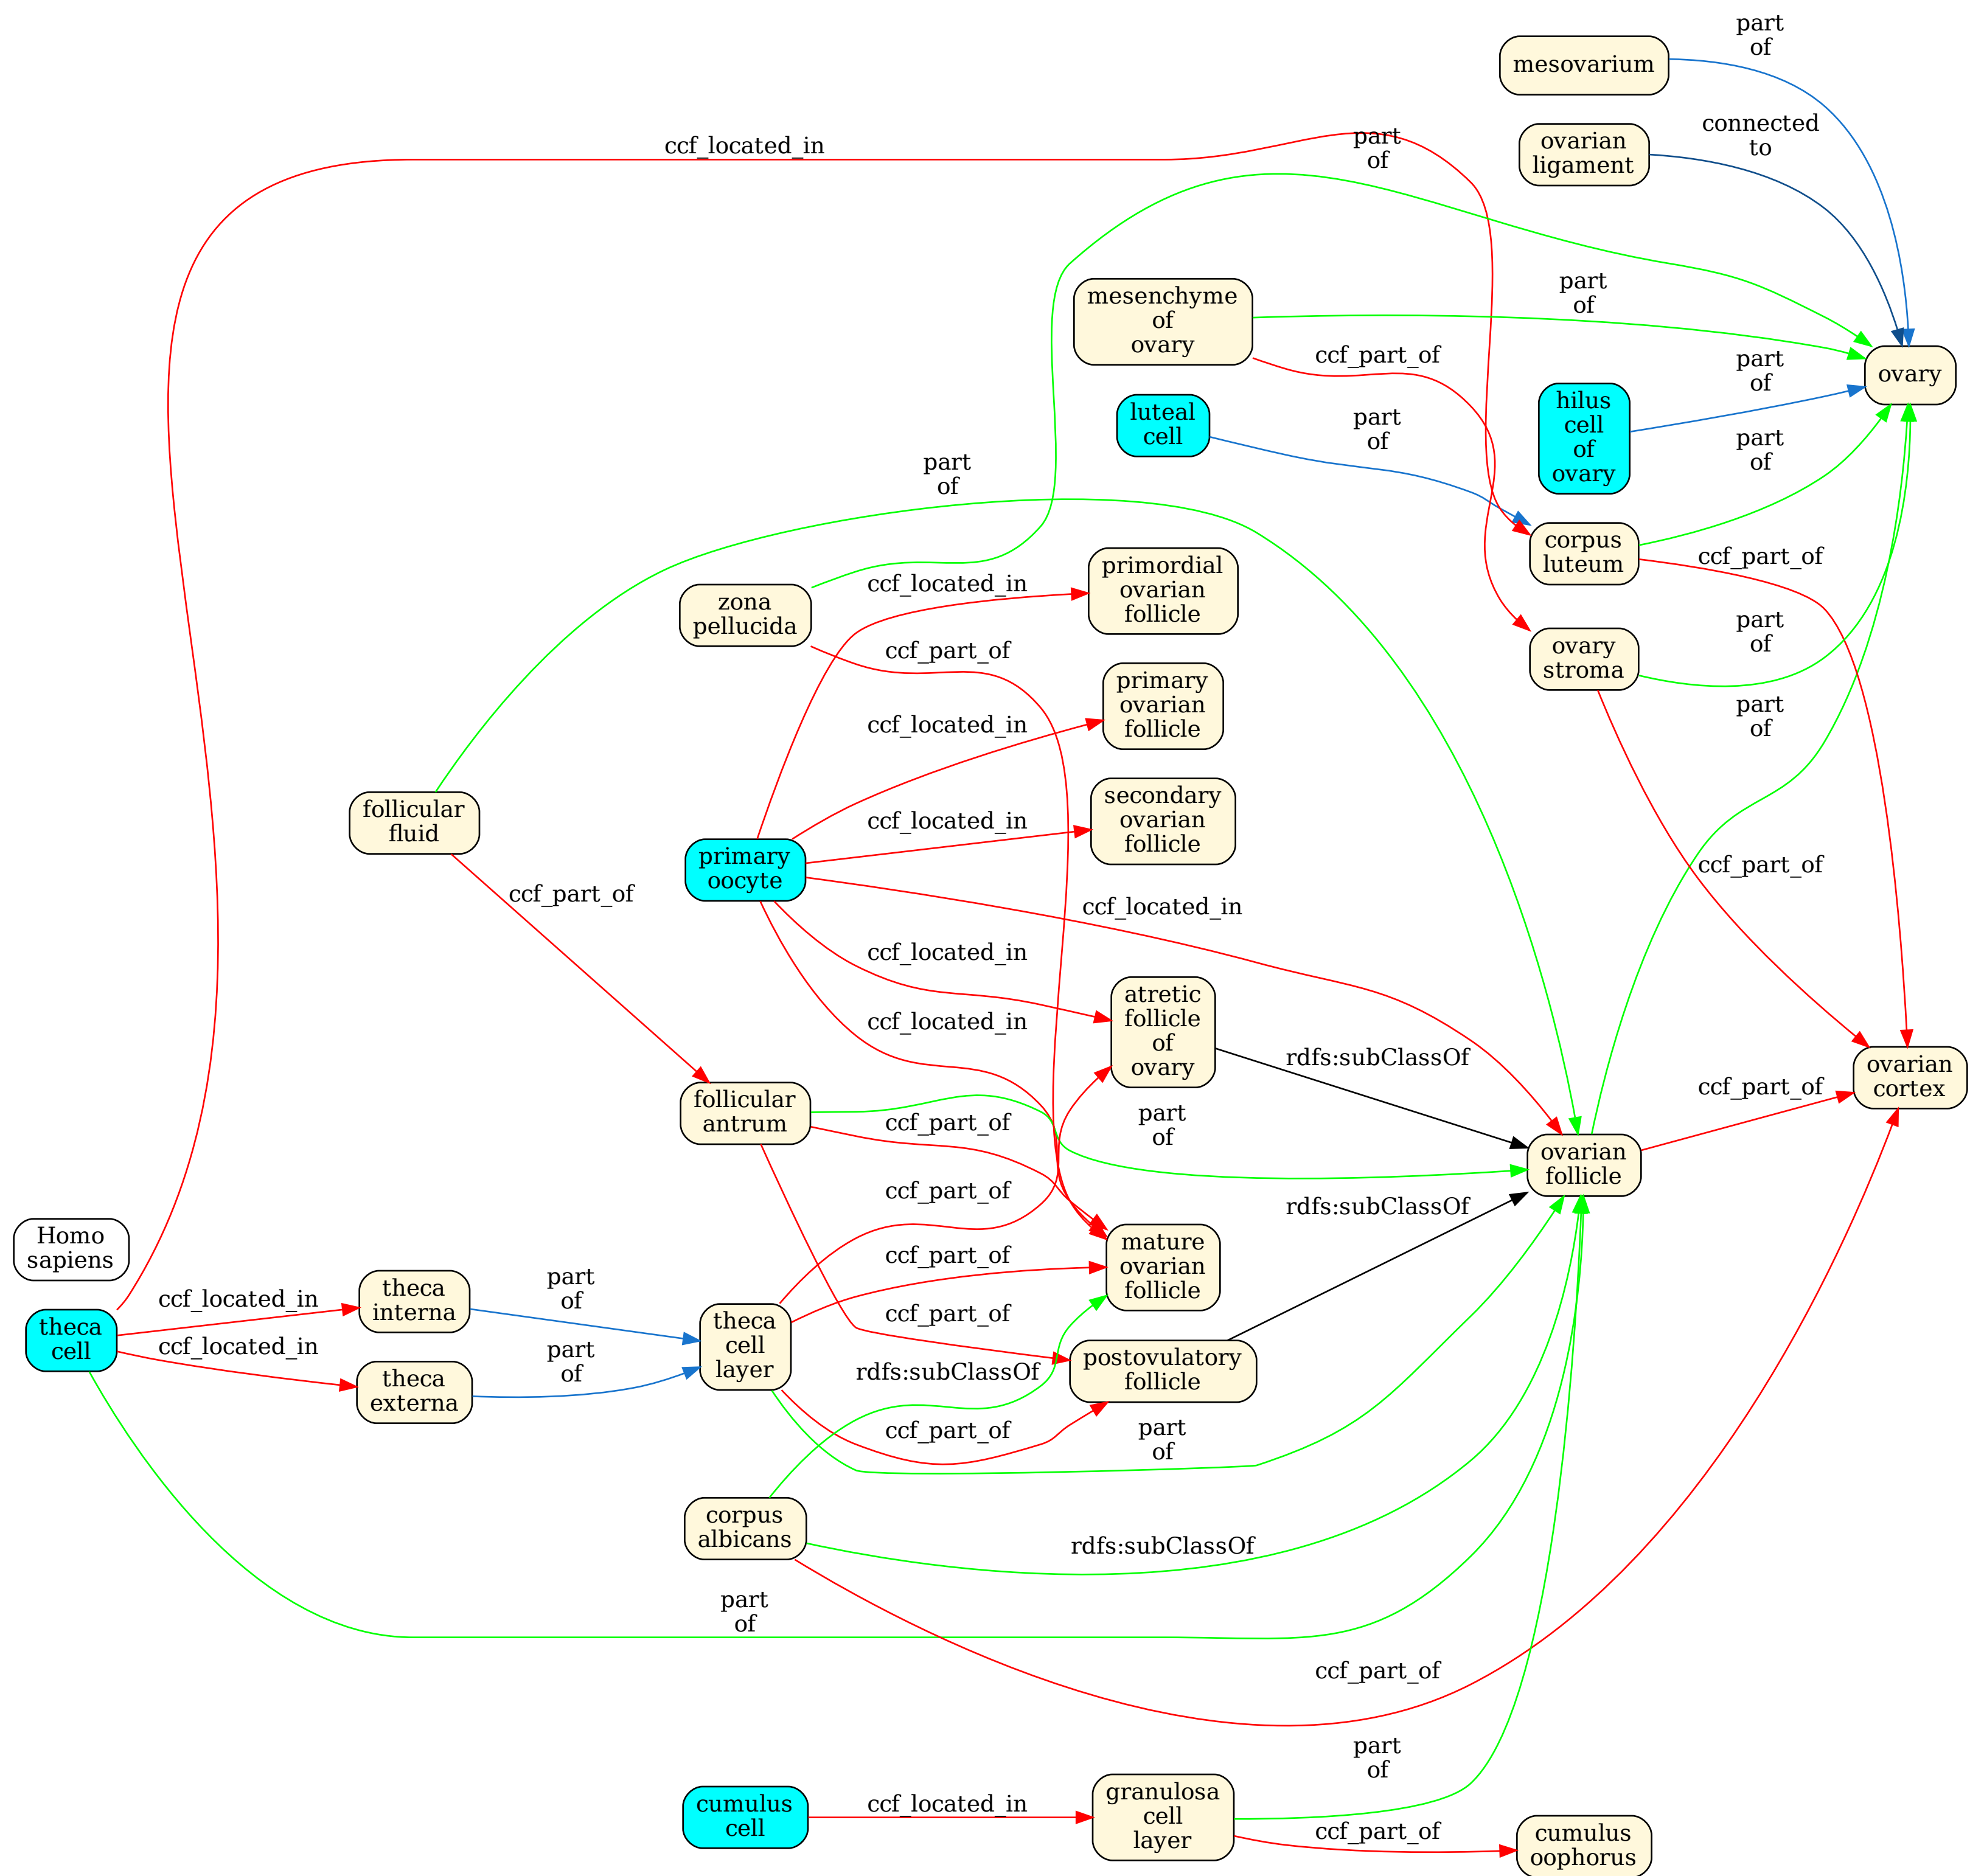 mesovarium
part
of
ovarian
ligament
connected
to
ccf_located_in
part
of
mesenchyme
of
ovary
part
of
ccf_part_of
ovary
luteal
cell
part
of
hilus
cell
of
ovary
part
of
part
of
corpus
luteum
ccf_part_of
part
of
zona
pellucida
ccf_located_in
primordial
ovarian
follicle
ccf_part_of
ovary
stroma
part
of
primary
ovarian
follicle
ccf_located_in
part
of
follicular
fluid
secondary
ovarian
follicle
ccf_located_in
primary
oocyte
ccf_part_of
ccf_part_of
ccf_located_in
ccf_located_in
ccf_located_in
atretic
follicle
of
ovary
rdfs:subClassOf
ovarian
cortex
ccf_part_of
follicular
antrum
ccf_part_of
part
of
ovarian
follicle
ccf_part_of
rdfs:subClassOf
Homo
sapiens
mature
ovarian
follicle
ccf_part_of
theca
interna
part
of
ccf_located_in
theca
cell
ccf_located_in
theca
cell
layer
ccf_part_of
part
of
theca
externa
rdfs:subClassOf
postovulatory
follicle
ccf_part_of
part
of
corpus
albicans
rdfs:subClassOf
part
of
ccf_part_of
part
of
cumulus
cell
ccf_located_in
granulosa
cell
layer
ccf_part_of
cumulus
oophorus